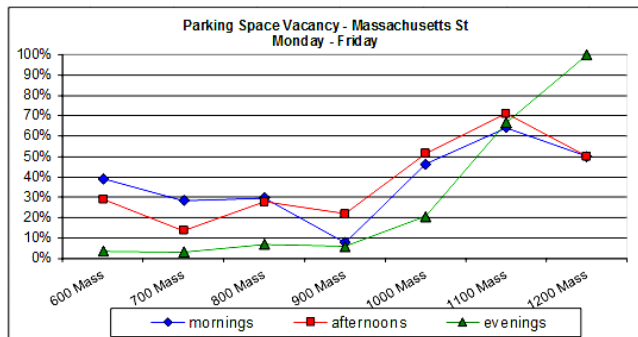 Parking Space Vacancy - Massachusetts St
Monday - Friday
100%
90%
80%
70%
60%
50%
40%
30%
20%
10%
0%
600 Mass
700 Mass
800 Mass
900 Mass
1000 Mass
1100 Mass
1200 Mass
mornings afternoons evenings